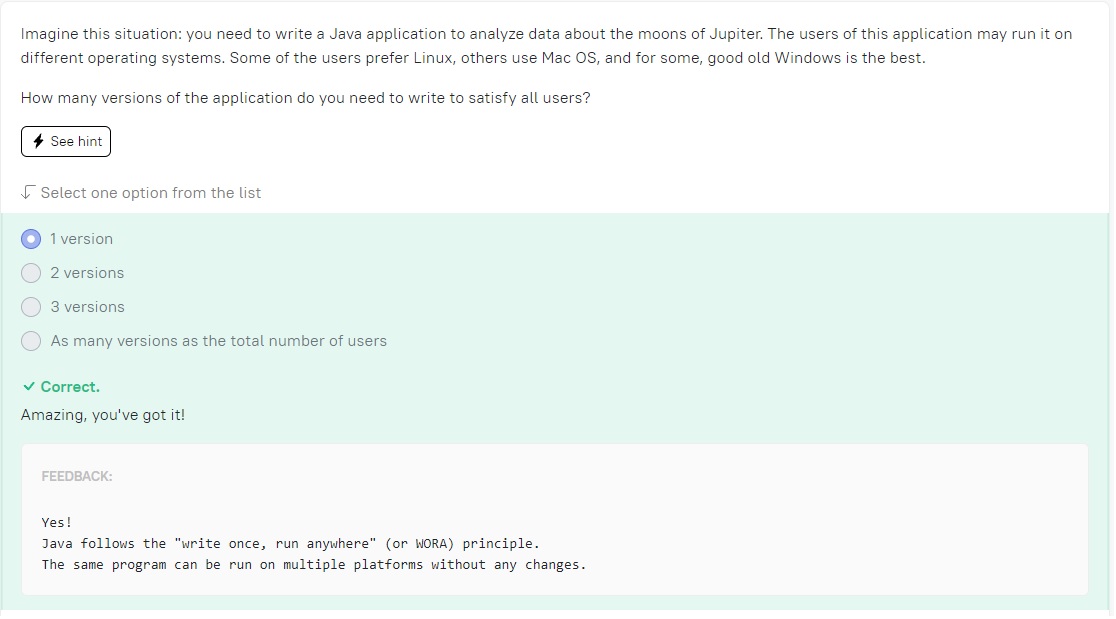 Imagine this situation: you need to write a Java application to analyze data about the moons of Jupiter. The users of this application may run it on
different operating systems. Some of the users prefer Linux, others use Mac OS, and for some, good old Windows is the best.
How many versions of the application do you need to write to satisfy all users?
See hint
Select one option from the list
1 version
2 versions
3 versions
As many versions as the total number of users
Correct.
Amazing, you've got it!
FEEDBACK:
Yes!
Java follows the "write once, run anywhere" (or WORA) principle.
The same program can be run on multiple platforms without any changes.